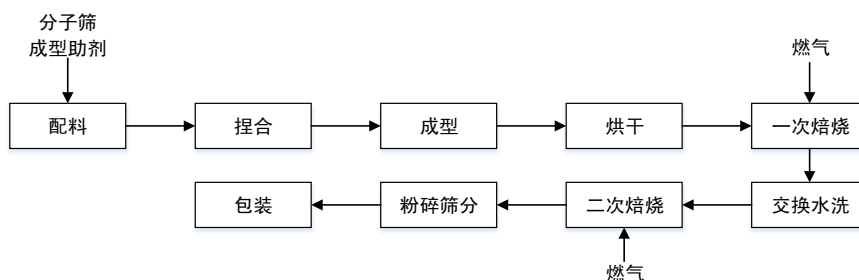 分子筛
成型助剂
燃气
配料
捏合
成型
烘干
一次焙烧
包装
粉碎筛分
二次焙烧
交换水洗
燃气